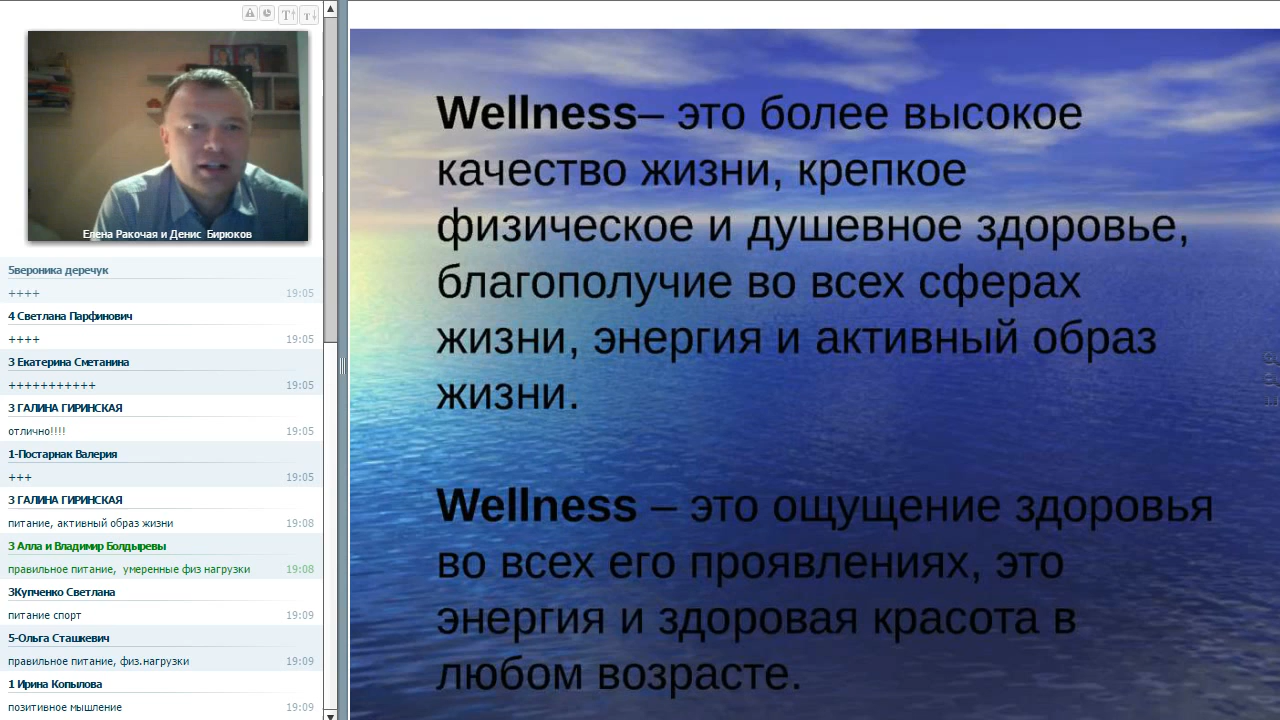 Елена Ракочая и Денис Бирюков
5вероника деречук
++++ 19:05
4 Светлана Парфинович
++++ 19:05
3 Екатерина Сметанина
+++++++++++ 19:05
3 ГАЛИНА ГИРИНСКАЯ
отлично!!!! 19:05
1-Постарнак Валерия
+++ 19:05
3 ГАЛИНА ГИРИНСКАЯ
питание, активный образ жизни 19:08
3 Алла и Владимир Болдыревы
правильное питание, умеренные физ нагрузки 19:08
3Купченко Светлана
питание спорт 19:09
5-Ольга Сташкевич
правильное питание, физ.нагрузки 19:09
1 Ирина Копылова
позитивное мышление 19:09
Wellness– это более высокое
качество жизни, крепкое
физическое и душевное здоровье,
благополучие во всех сферах
жизни, энергия и активный образ
жизни.
Wellness – это ощущение здоровья
во всех его проявлениях, это
энергия и здоровая красота в
любом возрасте.